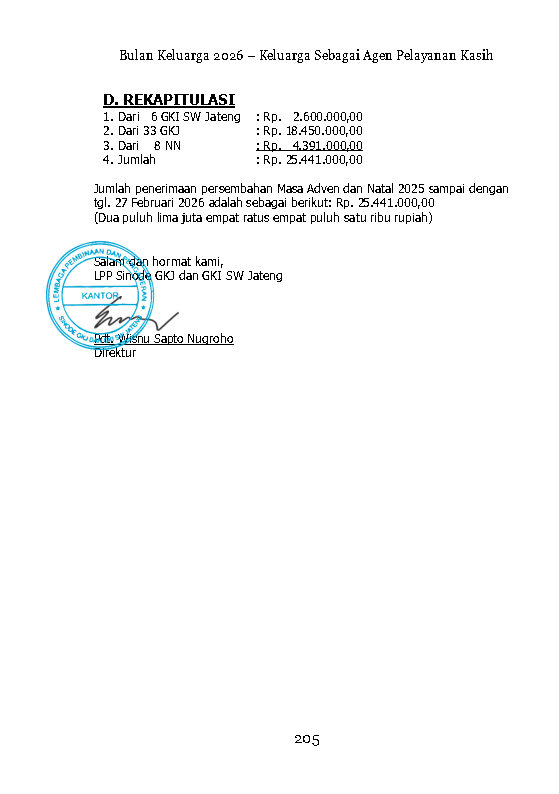 Bulan Keluarga 2026 – Keluarga Sebagai Agen Pelayanan Kasih
D. REKAPITULASI
1. Dari 6 GKI SW Jateng : Rp. 2.600.000,00
2. Dari 33 GKJ : Rp. 18.450.000,00
3. Dari 8 NN : Rp. 4.391.000,00
4. Jumlah : Rp. 25.441.000,00
Jumlah penerimaan persembahan Masa Adven dan Natal 2025 sampai dengan
tgl. 27 Februari 2026 adalah sebagai berikut: Rp. 25.441.000,00
(Dua puluh lima juta empat ratus empat puluh satu ribu rupiah)
Salam dan hormat kami,
LPP Sinode GKJ dan GKI SW Jateng
LEMBAGA PEMBINAAN DAN
KANTOR
SINODE GKJ
Pdt. Wisnu Sapto Nugroho
Direktur
205